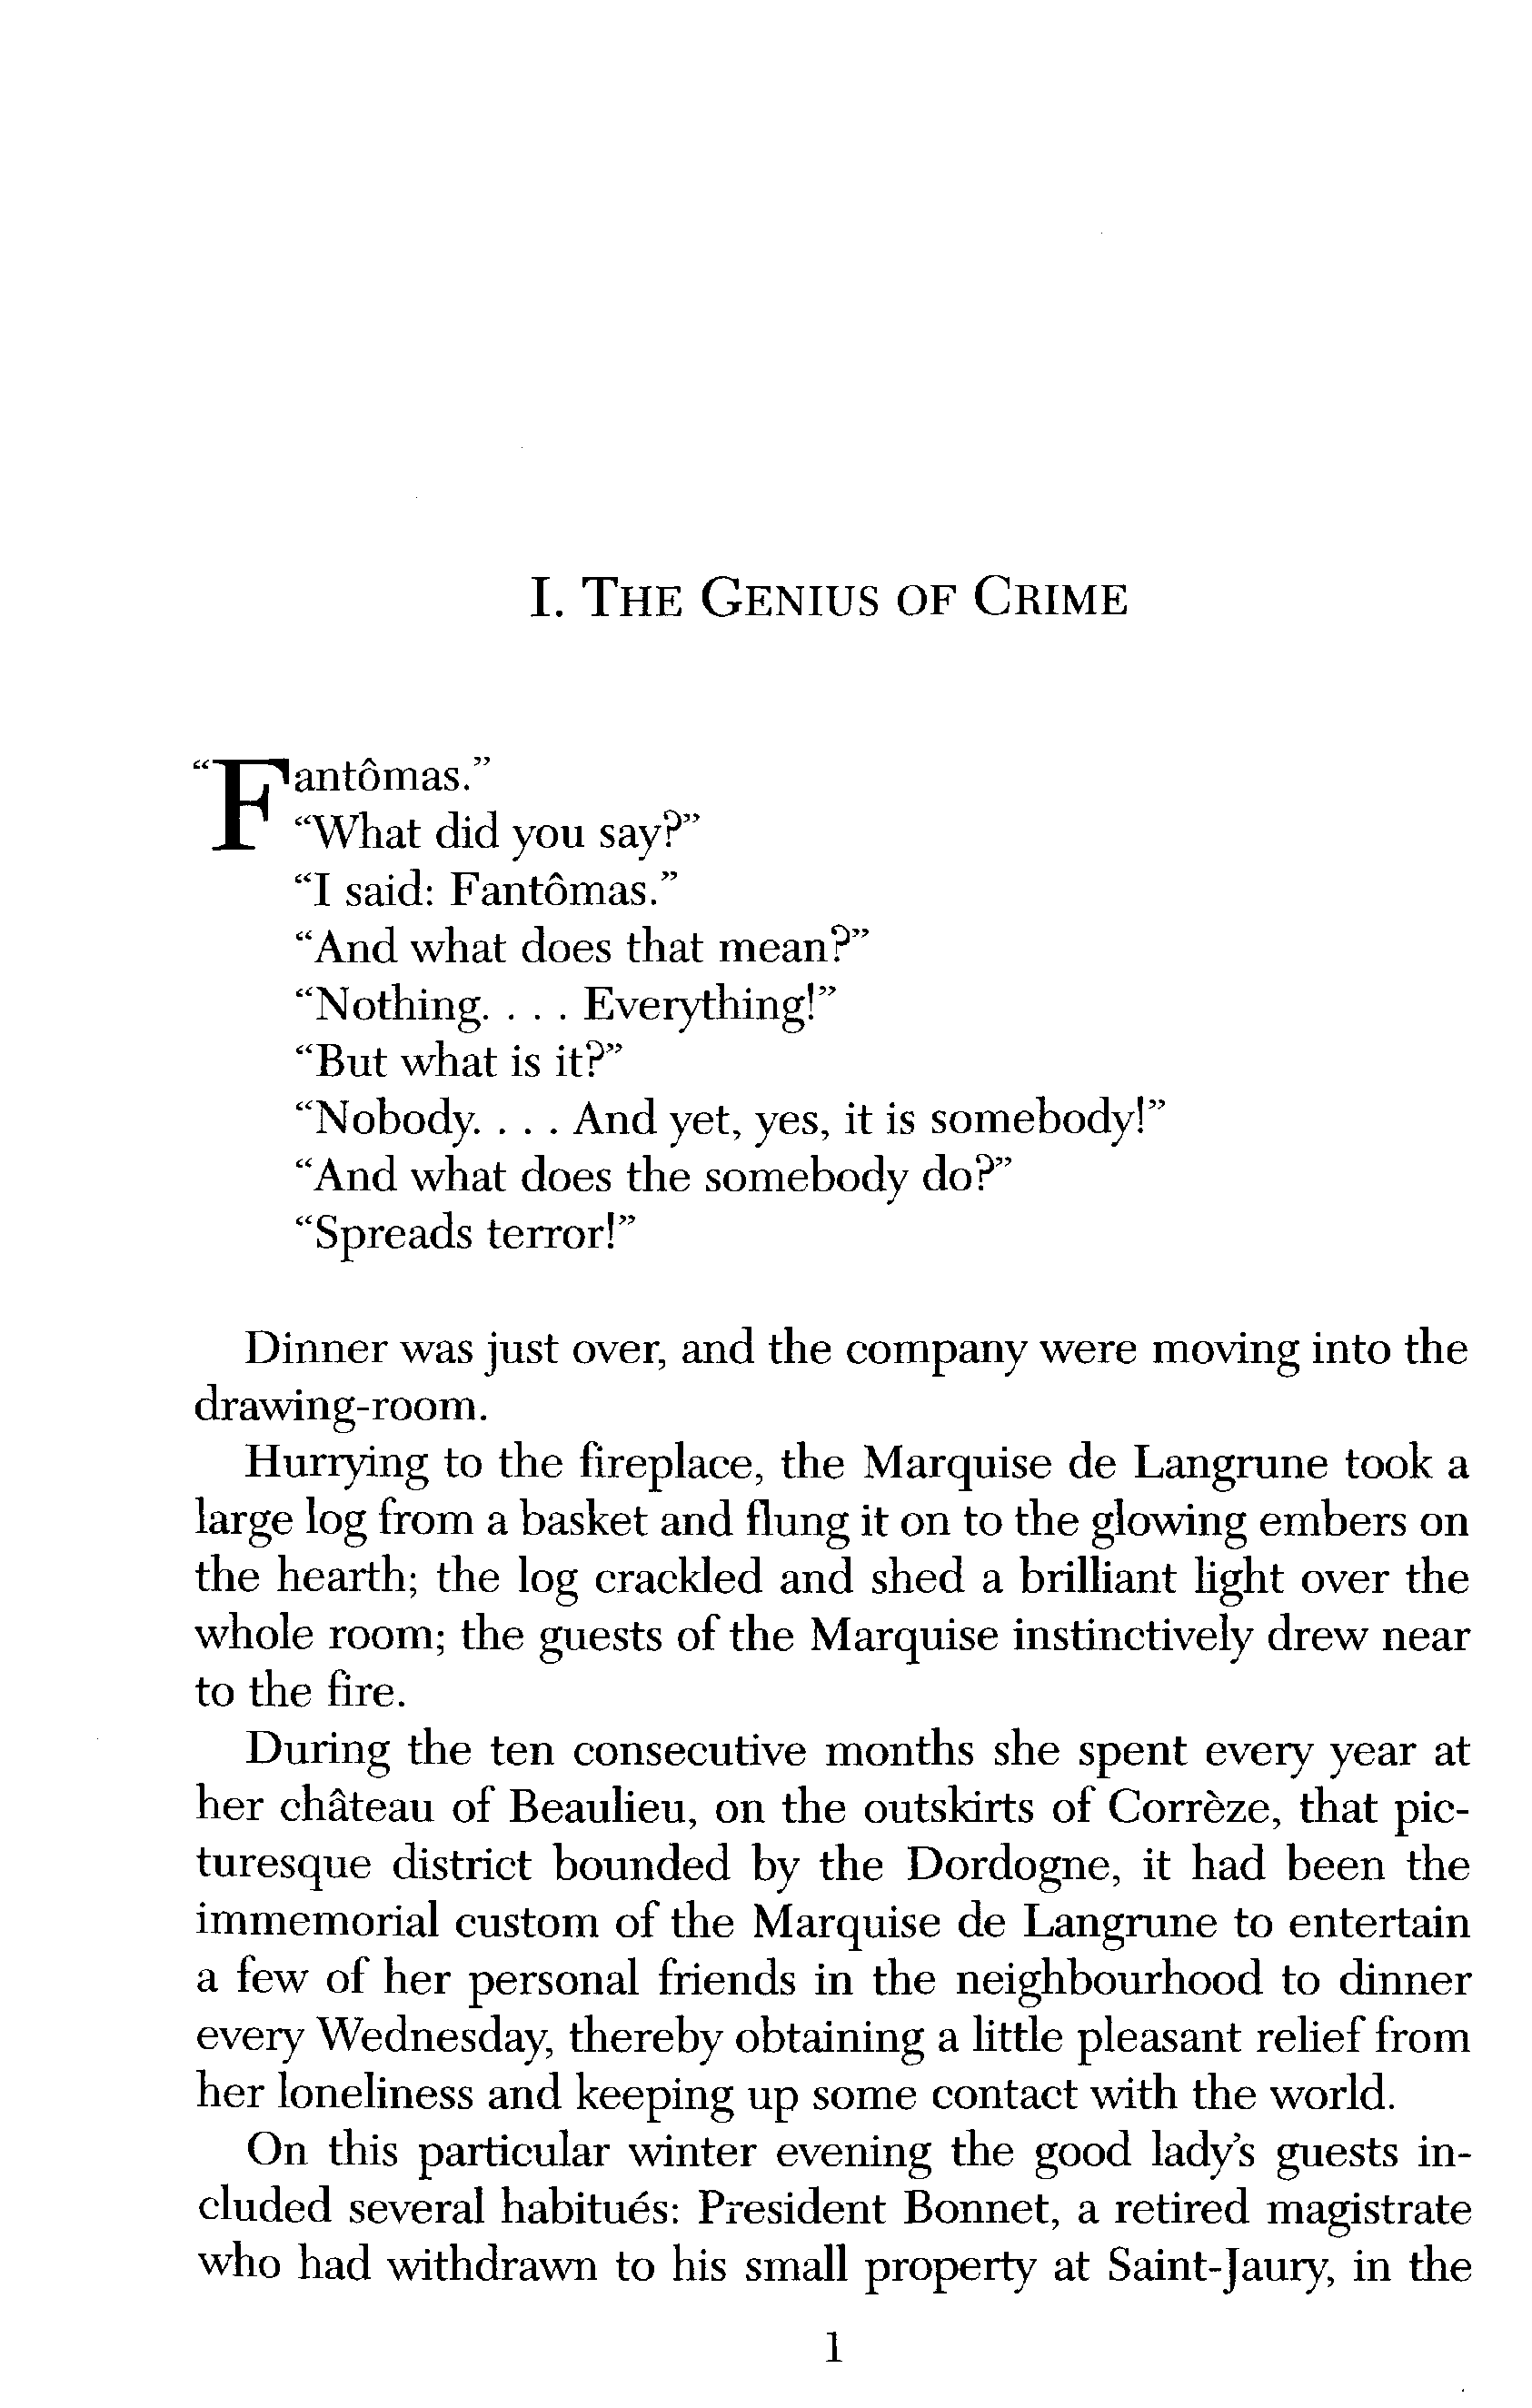 I. THE GENIUS OF CRIME
“Fantômas.”
“What did you say?”
“I said: Fantômas.”
“And what does that mean?”
“Nothing. . . . Everything!”
“But what is it?”
“Nobody. . . . And yet, yes, it is somebody!”
“And what does the somebody do?”
“Spreads terror!”
Dinner was just over, and the company were moving into the
drawing-room.
Hurrying to the fireplace, the Marquise de Langrune took a
large log from a basket and flung it on to the glowing embers on
the hearth; the log crackled and shed a brilliant light over the
whole room; the guests of the Marquise instinctively drew near
to the fire.
During the ten consecutive months she spent every year at
her château of Beaulieu, on the outskirts of Corrèze, that pic-
turesque district bounded by the Dordogne, it had been the
immemorial custom of the Marquise de Langrune to entertain
a few of her personal friends in the neighbourhood to dinner
every Wednesday, thereby obtaining a little pleasant relief from
her loneliness and keeping up some contact with the world.
On this particular winter evening the good lady’s guests in-
cluded several habitués: President Bonnet, a retired magistrate
who had withdrawn to his small property at Saint-Jaury, in the
1